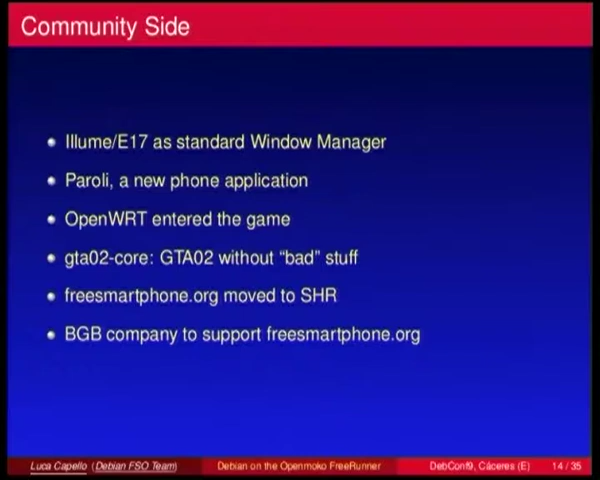 Community Side
Illume/E17 as standard Window Manager
Paroli, a new phone application
OpenWRT entered the game
gta02-core: GTA02 without “bad” stuff
freesmartphone.org moved to SHR
BGB company to support freesmartphone.org
Luca Capello (Debian FSO Team) Debian on the Openmoko FreeRunner DebConf9, Cáceres (E) 14 / 35